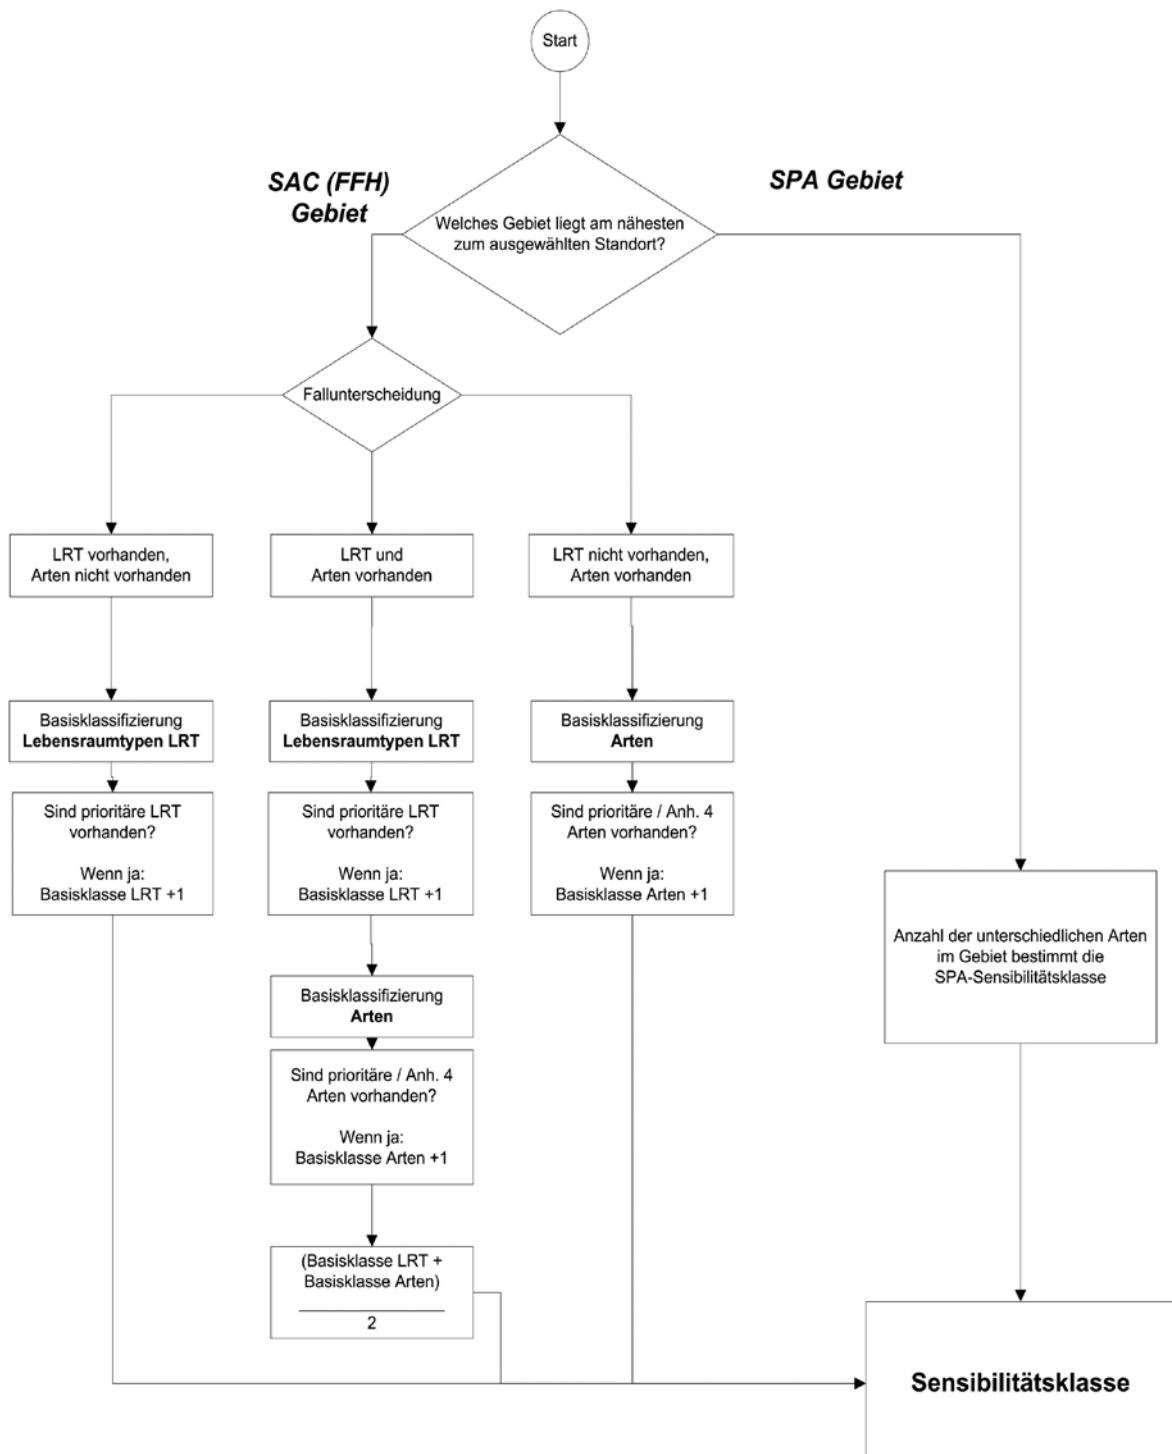 Start
SAC (FFH)
Gebiet
SPA Gebiet
Welches Gebiet liegt am nähesten
zum ausgewählten Standort?
Fallunterscheidung
LRT vorhanden,
Arten nicht vorhanden
LRT und
Arten vorhanden
LRT nicht vorhanden,
Arten vorhanden
Basisklassifizierung
Lebensraumtypen LRT
Basisklassifizierung
Lebensraumtypen LRT
Basisklassifizierung
Arten
Sind prioritäre LRT
vorhanden?
Wenn ja:
Basisklasse LRT +1
Sind prioritäre LRT
vorhanden?
Wenn ja:
Basisklasse LRT +1
Sind prioritäre / Anh. 4
Arten vorhanden?
Wenn ja:
Basisklasse Arten +1
Anzahl der unterschiedlichen Arten
im Gebiet bestimmt die
SPA-Sensibilitätsklasse
Basisklassifizierung
Arten
Sind prioritäre / Anh. 4
Arten vorhanden?
Wenn ja:
Basisklasse Arten +1
(Basisklasse LRT +
Basisklasse Arten)
2
Sensibilitätsklasse